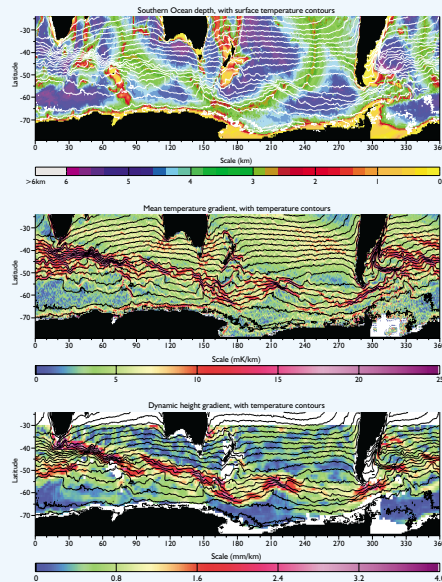 Southern Ocean depth, with surface temperature contours
Latitude
-30
-40
-50
-60
-70
0 30 60 90 120 150 180 210 240 270 300 330 360
Scale (km)
>6km 6 5 4 3 2 1 0
Mean temperature gradient, with temperature contours
Latitude
-30
-40
-50
-60
-70
0 30 60 90 120 150 180 210 240 270 300 330 360
Scale (mK/km)
0 5 10 15 20 25
Dynamic height gradient, with temperature contours
Latitude
-30
-40
-50
-60
-70
0 30 60 90 120 150 180 210 240 270 300 330 360
Scale (mm/km)
0 0.8 1.6 2.4 3.2 4.0